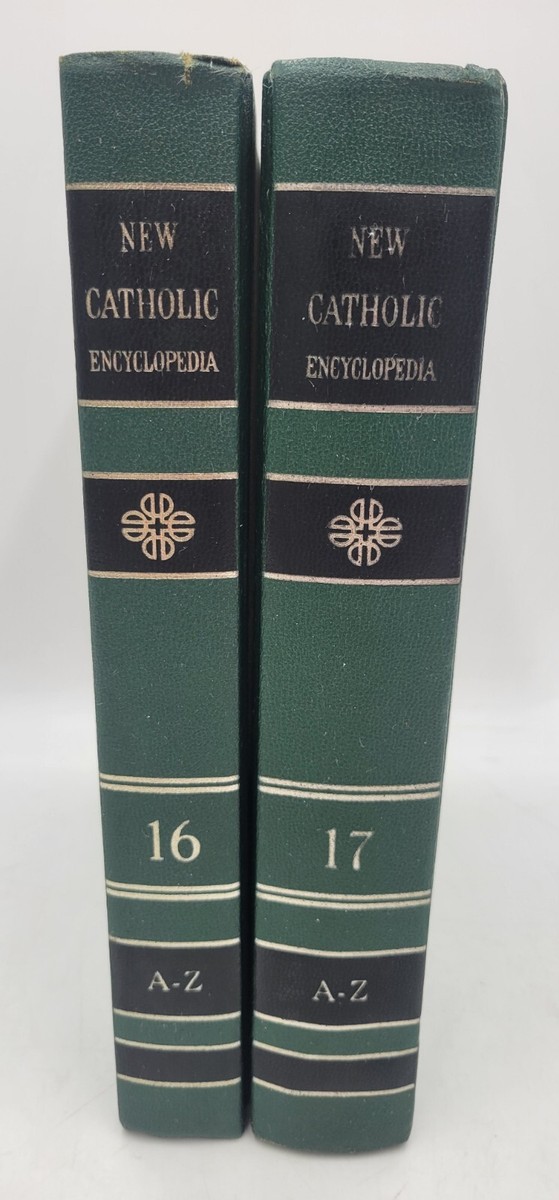 NEW
CATHOLIC
ENCYCLOPEDIA
16
A-Z
NEW
CATHOLIC
ENCYCLOPEDIA
17
A-Z